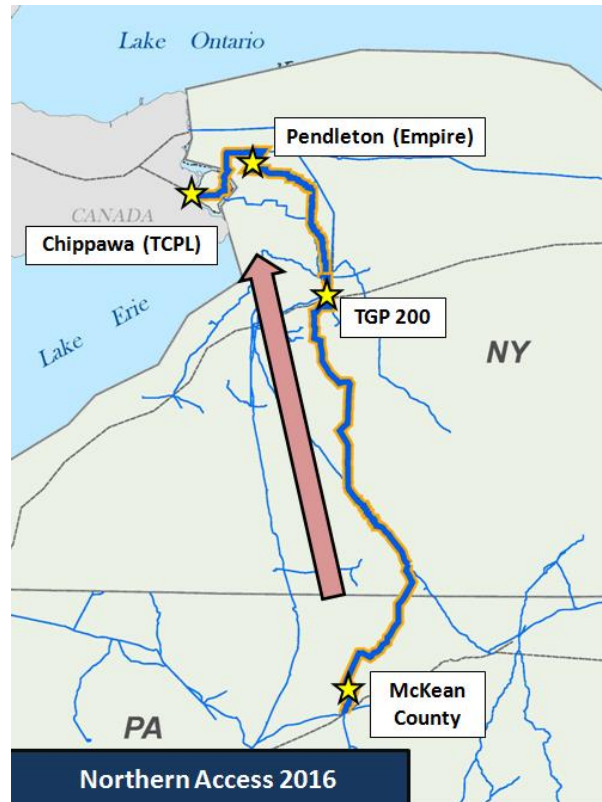 Lake Ontario
Pendleton (Empire)
CANADA
Chippawa (TCPL)
Lake Erie
TGP 200
NY
McKean
County
PA
Northern Access 2016